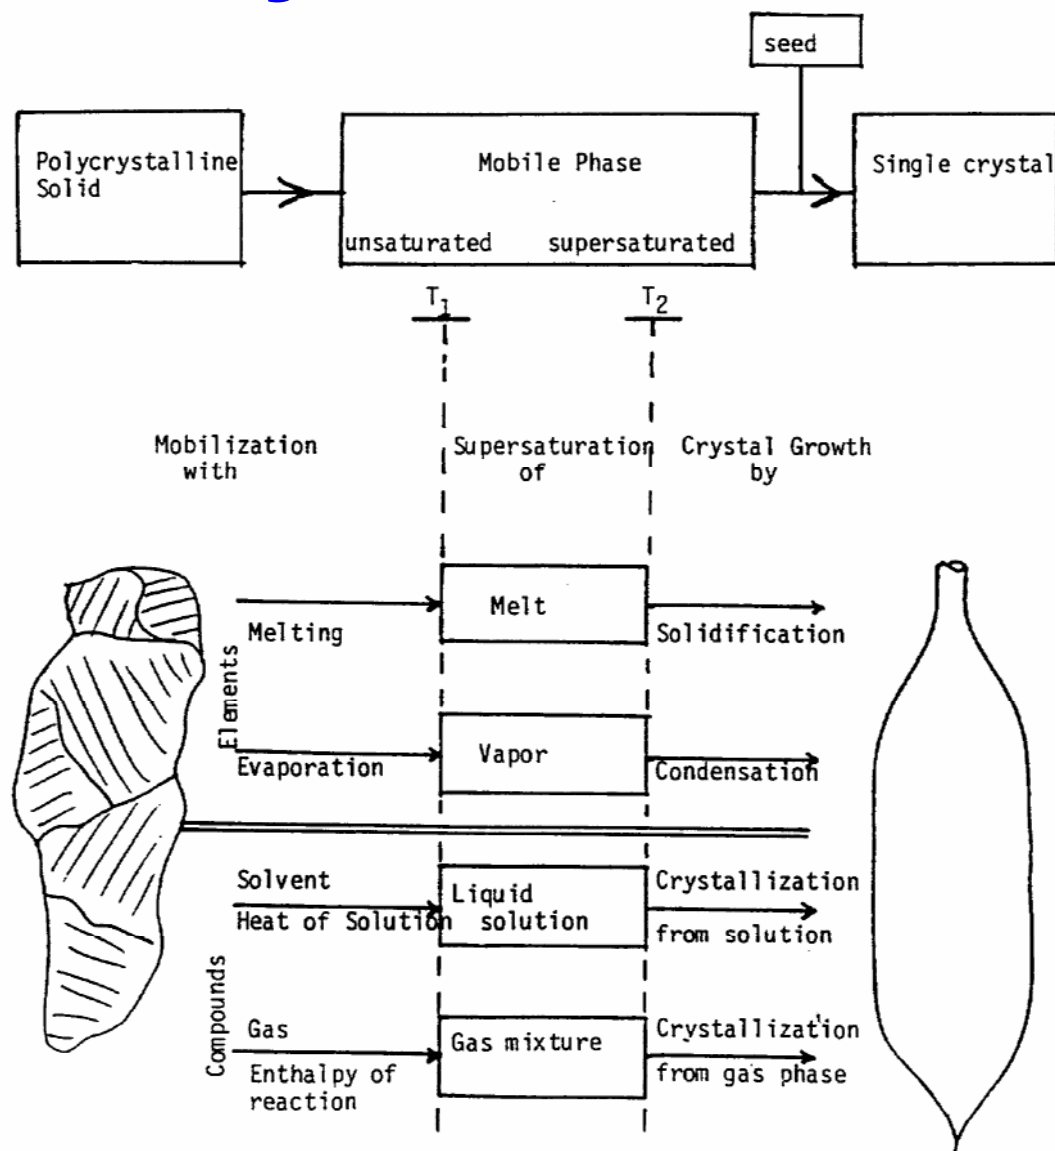 seed
Polycrystalline
Solid
Mobile Phase
unsaturated supersaturated
Single crystal
T1
T2
Mobilization
with
Supersaturation
of
Crystal Growth
by
Elements
Melting
Melt
Solidification
Evaporation
Vapor
Condensation
Compounds
Solvent
Heat of Solution
Liquid
solution
Crystallization
from solution
Gas
Enthalpy of
reaction
Gas mixture
Crystallization
from gas phase